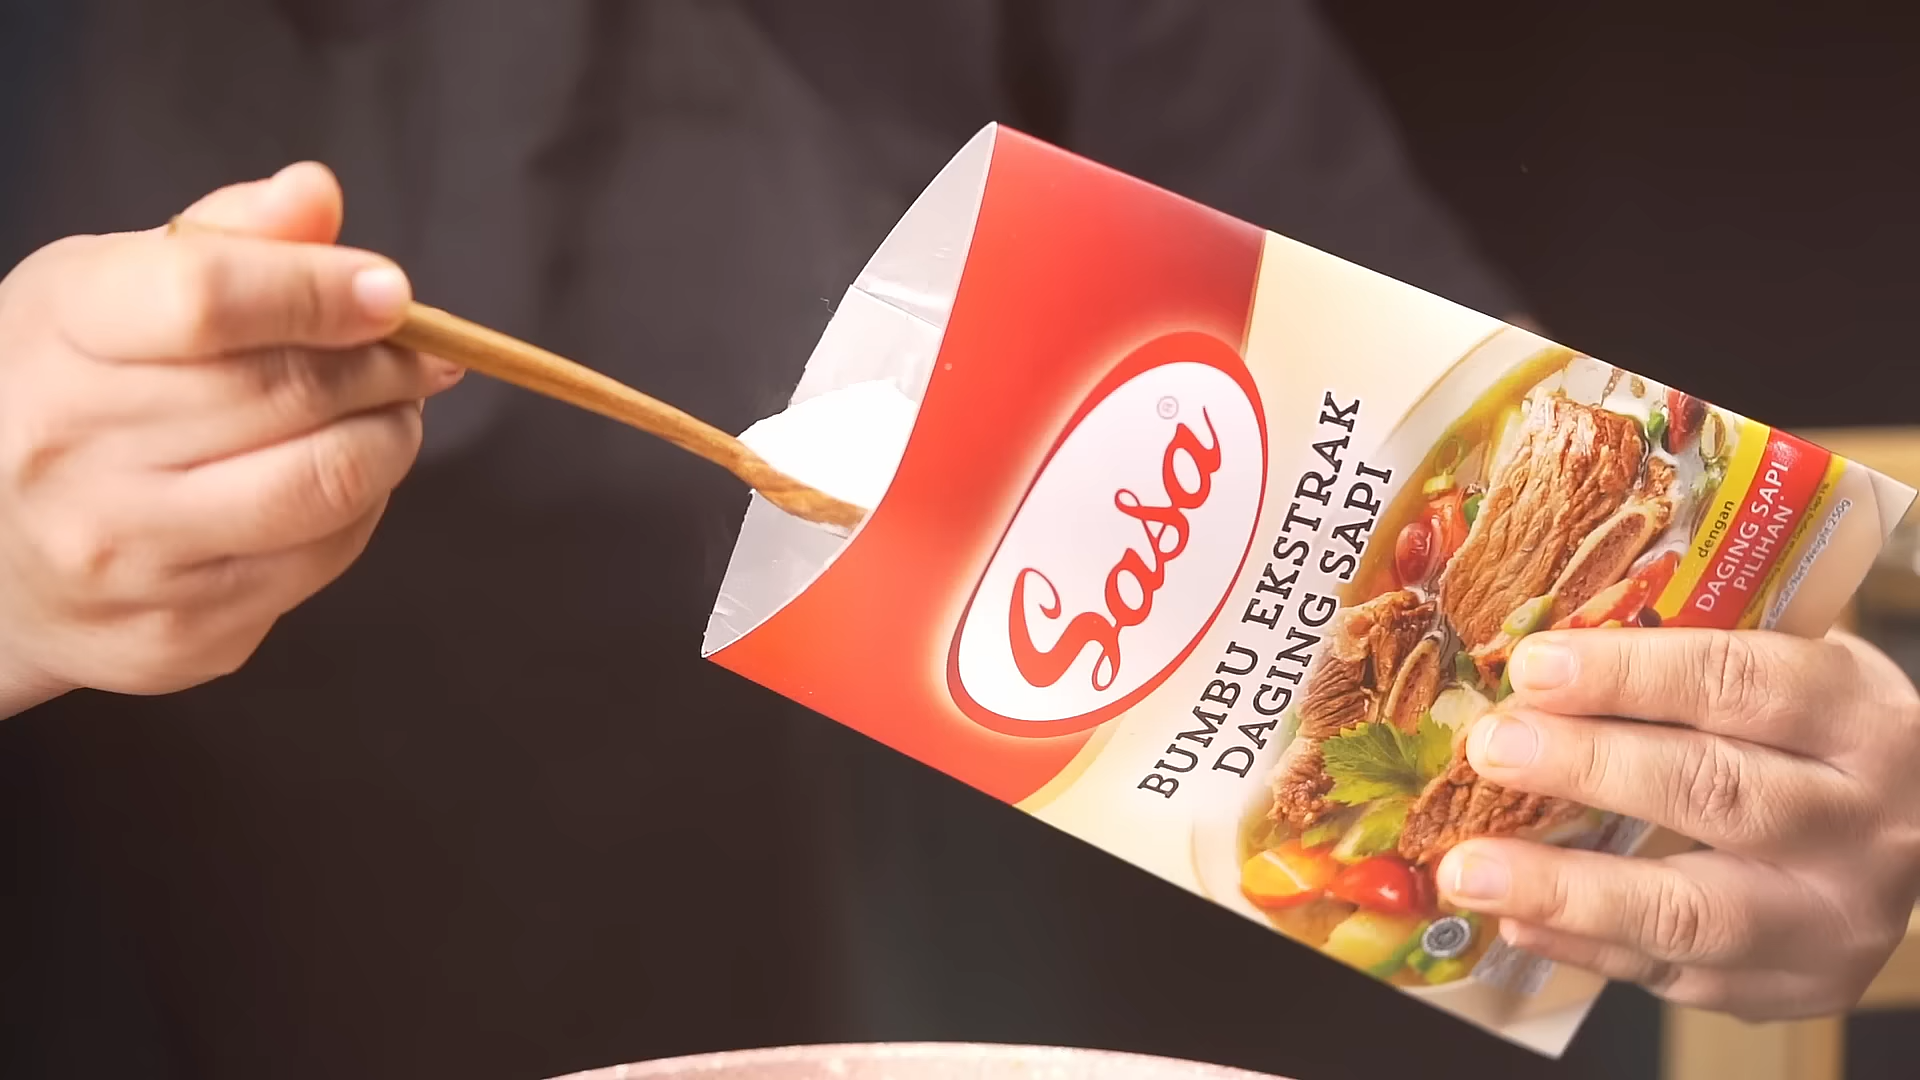 Sasa®
BUMBU EKSTRAK
DAGING SAPI
dengan
DAGING SAPI
PILIHAN